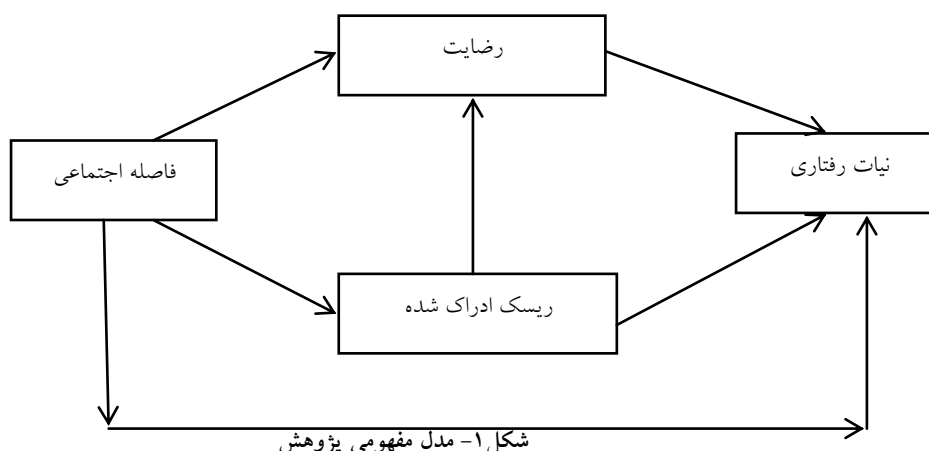 رضایت
فاصله اجتماعی
نیات رفتاری
ریسک ادراک شده
شکل۱- مدل مفهومی پژوهش